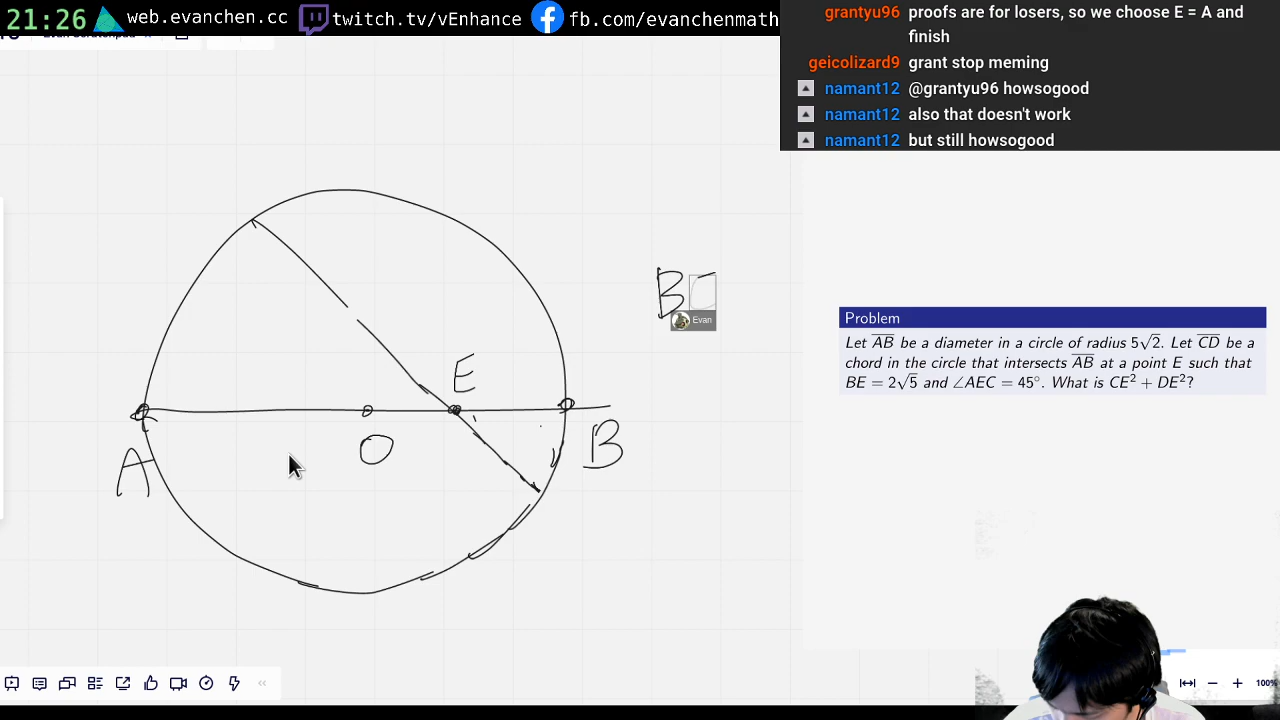 21:26 web.evanchen.cc twitch.tv/vEnhance fb.com/evanchenmath
grantyu96 proofs are for losers, so we choose E = A and
finish
geicolizard9 grant stop meming
namant12 @grantyu96 howsogood
namant12 also that doesn't work
namant12 but still howsogood
B
Evan
E
O
B
A
Problem
Let AB be a diameter in a circle of radius 5√2. Let CD be a
chord in the circle that intersects AB at a point E such that
BE = 2√5 and ∠AEC = 45°. What is CE² + DE²?
100%